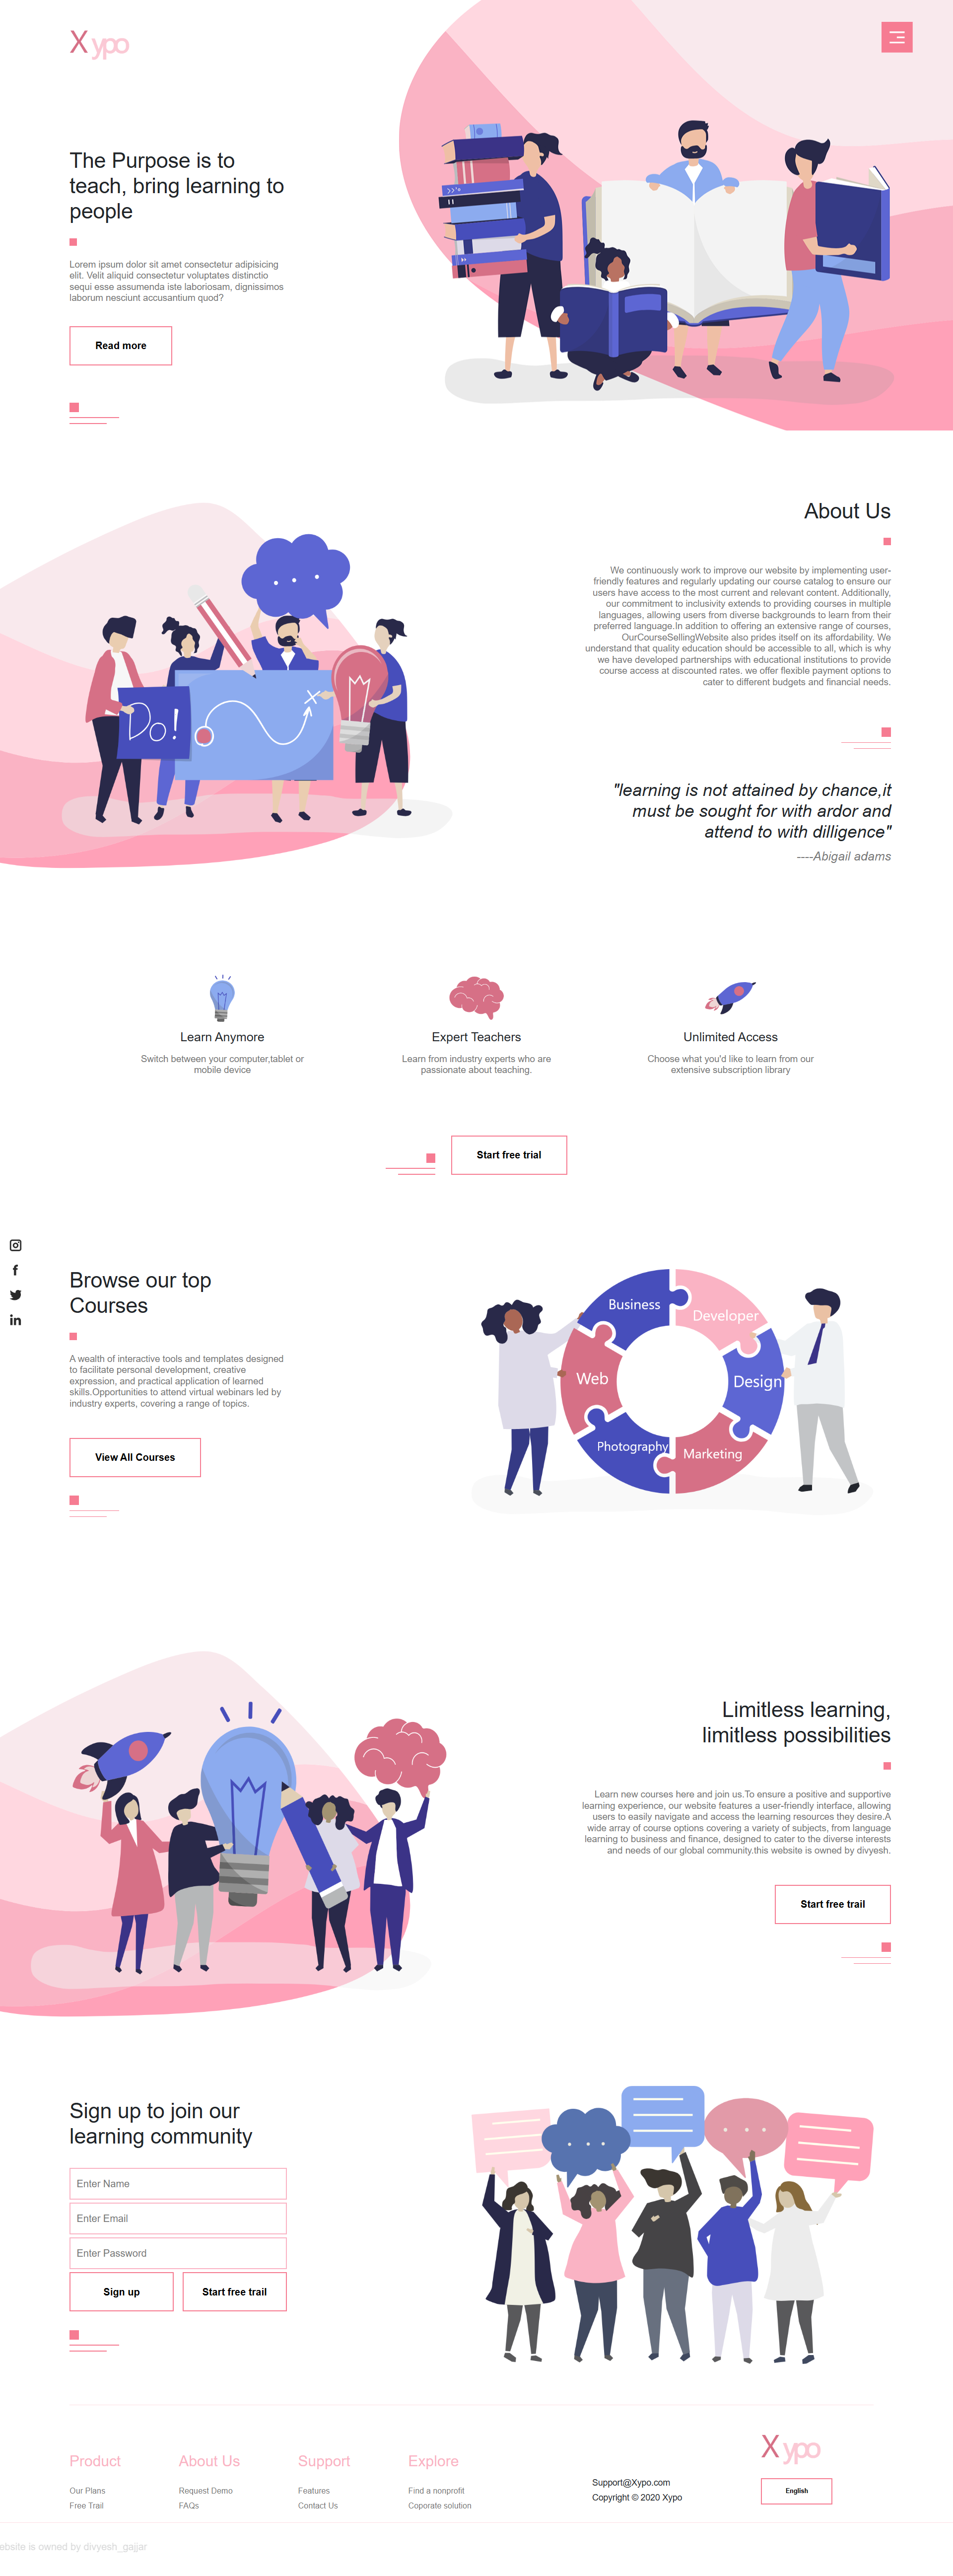 Xypo
The Purpose is to
teach, bring learning to
people
Lorem ipsum dolor sit amet consectetur adipisicing
elit. Velit aliquid consectetur voluptates distinctio
sequi esse assumenda iste laboriosam, dignissimos
laborum nesciunt accusantium quod?
Read more
About Us
We continuously work to improve our website by implementing user-
friendly features and regularly updating our course catalog to ensure our
users have access to the most current and relevant content. Additionally,
our commitment to inclusivity extends to providing courses in multiple
languages, allowing users from diverse backgrounds to learn from their
preferred language.In addition to offering an extensive range of courses,
OurCourseSellingWebsite also prides itself on its affordability. We
understand that quality education should be accessible to all, which is why
we have developed partnerships with educational institutions to provide
course access at discounted rates. we offer flexible payment options to
cater to different budgets and financial needs.
Do!
X
"learning is not attained by chance,it
must be sought for with ardor and
attend to with dilligence"
----Abigail adams
Learn Anymore
Switch between your computer,tablet or
mobile device
Expert Teachers
Learn from industry experts who are
passionate about teaching.
Unlimited Access
Choose what you'd like to learn from our
extensive subscription library
Start free trial
Browse our top
Courses
A wealth of interactive tools and templates designed
to facilitate personal development, creative
expression, and practical application of learned
skills.Opportunities to attend virtual webinars led by
industry experts, covering a range of topics.
View All Courses
Business
Developer
Web
Design
Photography
Marketing
Limitless learning,
limitless possibilities
Learn new courses here and join us.To ensure a positive and supportive
learning experience, our website features a user-friendly interface, allowing
users to easily navigate and access the learning resources they desire.A
wide array of course options covering a variety of subjects, from language
learning to business and finance, designed to cater to the diverse interests
and needs of our global community.this website is owned by divyesh.
Start free trail
Sign up to join our
learning community
Enter Name
Enter Email
Enter Password
Sign up
Start free trail
Product
Our Plans
Free Trail
About Us
Request Demo
FAQs
Support
Features
Contact Us
Explore
Find a nonprofit
Coporate solution
Support@Xypo.com
Copyright © 2020 Xypo
Xypo
English
ebsite is owned by divyesh_gajjar